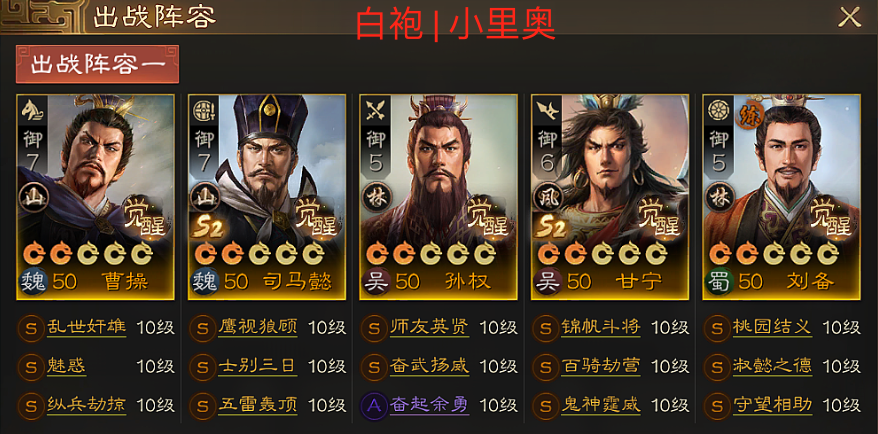 出战阵容
白袍 | 小里奥
出战阵容一
御 7 山 觉醒 魏 50 曹操
御 7 山 S2 觉醒 魏 50 司马懿
御 5 林 觉醒 吴 50 孙权
御 6 风 S2 觉醒 吴 50 甘宁
御 5 林 缘 觉醒 蜀 50 刘备
S 乱世奸雄 10级
S 鹰视狼顾 10级
S 师友英贤 10级
S 锦帆斗将 10级
S 桃园结义 10级
S 魅惑 10级
S 士别三日 10级
S 奋武扬威 10级
S 百骑劫营 10级
S 淑懿之德 10级
S 纵兵劫掠 10级
S 五雷轰顶 10级
A 奋起余勇 10级
S 鬼神霆威 10级
S 守望相助 10级